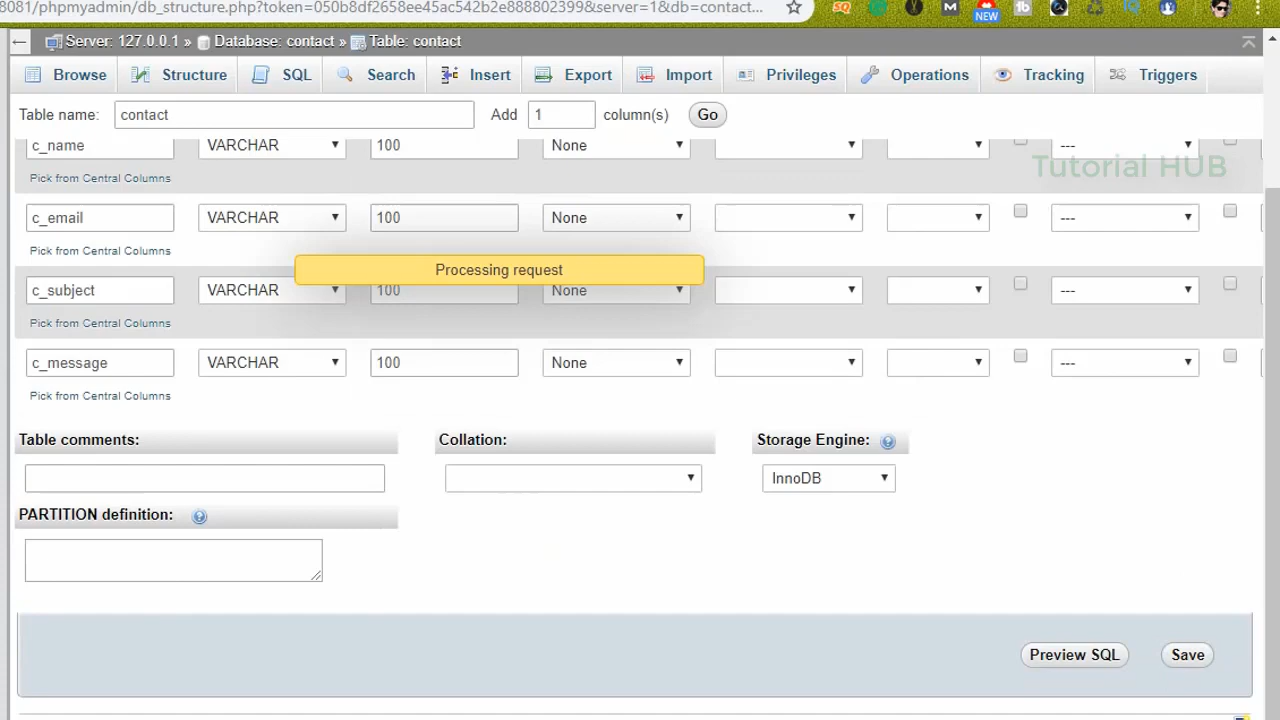 8081/phpmyadmin/db_structure.php?token=050b8df2658ee45ac542b2e888802399&server=1&db=contact...
SQ V M NEW tb IQ
Server: 127.0.0.1 » Database: contact » Table: contact
Browse Structure SQL Search Insert Export Import Privileges Operations Tracking Triggers
Table name: contact Add 1 column(s) Go
c_name VARCHAR 100 None ---
Tutorial HUB
Pick from Central Columns
c_email VARCHAR 100 None ---
Pick from Central Columns
Processing request
c_subject VARCHAR 100 None ---
Pick from Central Columns
c_message VARCHAR 100 None ---
Pick from Central Columns
Table comments: Collation: Storage Engine:
InnoDB
PARTITION definition:
Preview SQL Save